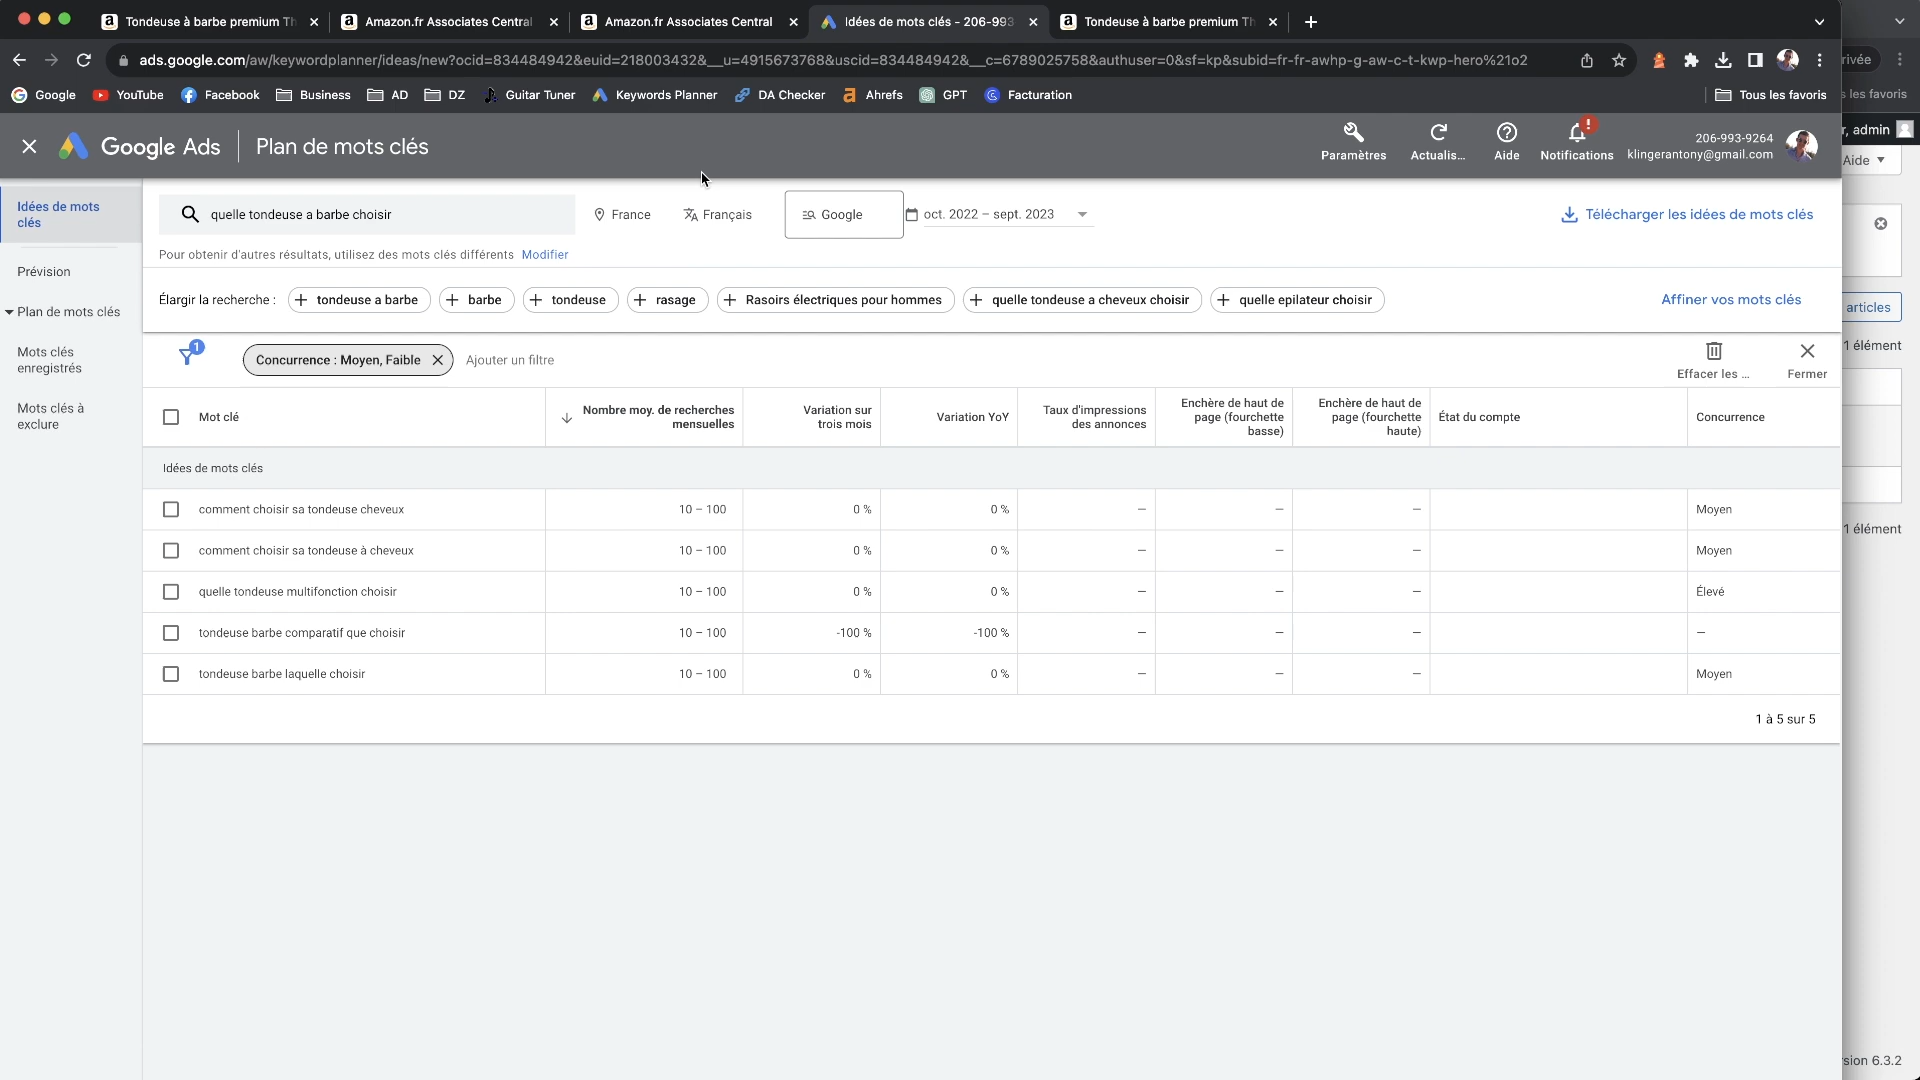 Tondeuse à barbe premium Th
Amazon.fr Associates Central
Amazon.fr Associates Central
Idées de mots clés - 206-993
Tondeuse à barbe premium Th
ads.google.com/aw/keywordplanner/ideas/new?ocid=834484942&euid=218003432&__u=4915673768&uscid=834484942&__c=6789025758&authuser=0&sf=kp&subid=fr-fr-awhp-g-aw-c-t-kwp-hero%21o2
rivée
Google
YouTube
Facebook
Business
AD
DZ
Guitar Tuner
Keywords Planner
DA Checker
Ahrefs
GPT
Facturation
Tous les favoris
s les favoris
Google Ads
Plan de mots clés
Paramètres
Actualis...
Aide
Notifications
206-993-9264
klingerantony@gmail.com
r, admin
Aide
Idées de mots clés
Prévision
Plan de mots clés
Mots clés enregistrés
Mots clés à exclure
quelle tondeuse a barbe choisir
France
Français
Google
oct. 2022 – sept. 2023
Télécharger les idées de mots clés
Pour obtenir d'autres résultats, utilisez des mots clés différents Modifier
Élargir la recherche :
tondeuse a barbe
barbe
tondeuse
rasage
Rasoirs électriques pour hommes
quelle tondeuse a cheveux choisir
quelle epilateur choisir
Affiner vos mots clés
articles
1 élément
1
Concurrence : Moyen, Faible
Ajouter un filtre
Effacer les ...
Fermer
Mot clé
Nombre moy. de recherches mensuelles
Variation sur trois mois
Variation YoY
Taux d'impressions des annonces
Enchère de haut de page (fourchette basse)
Enchère de haut de page (fourchette haute)
État du compte
Concurrence
Idées de mots clés
comment choisir sa tondeuse cheveux 10 – 100 0 % 0 % – – – Moyen
comment choisir sa tondeuse à cheveux 10 – 100 0 % 0 % – – – Moyen
quelle tondeuse multifonction choisir 10 – 100 0 % 0 % – – – Élevé
tondeuse barbe comparatif que choisir 10 – 100 -100 % -100 % – – – –
tondeuse barbe laquelle choisir 10 – 100 0 % 0 % – – – Moyen
1 à 5 sur 5
1 élément
rsion 6.3.2